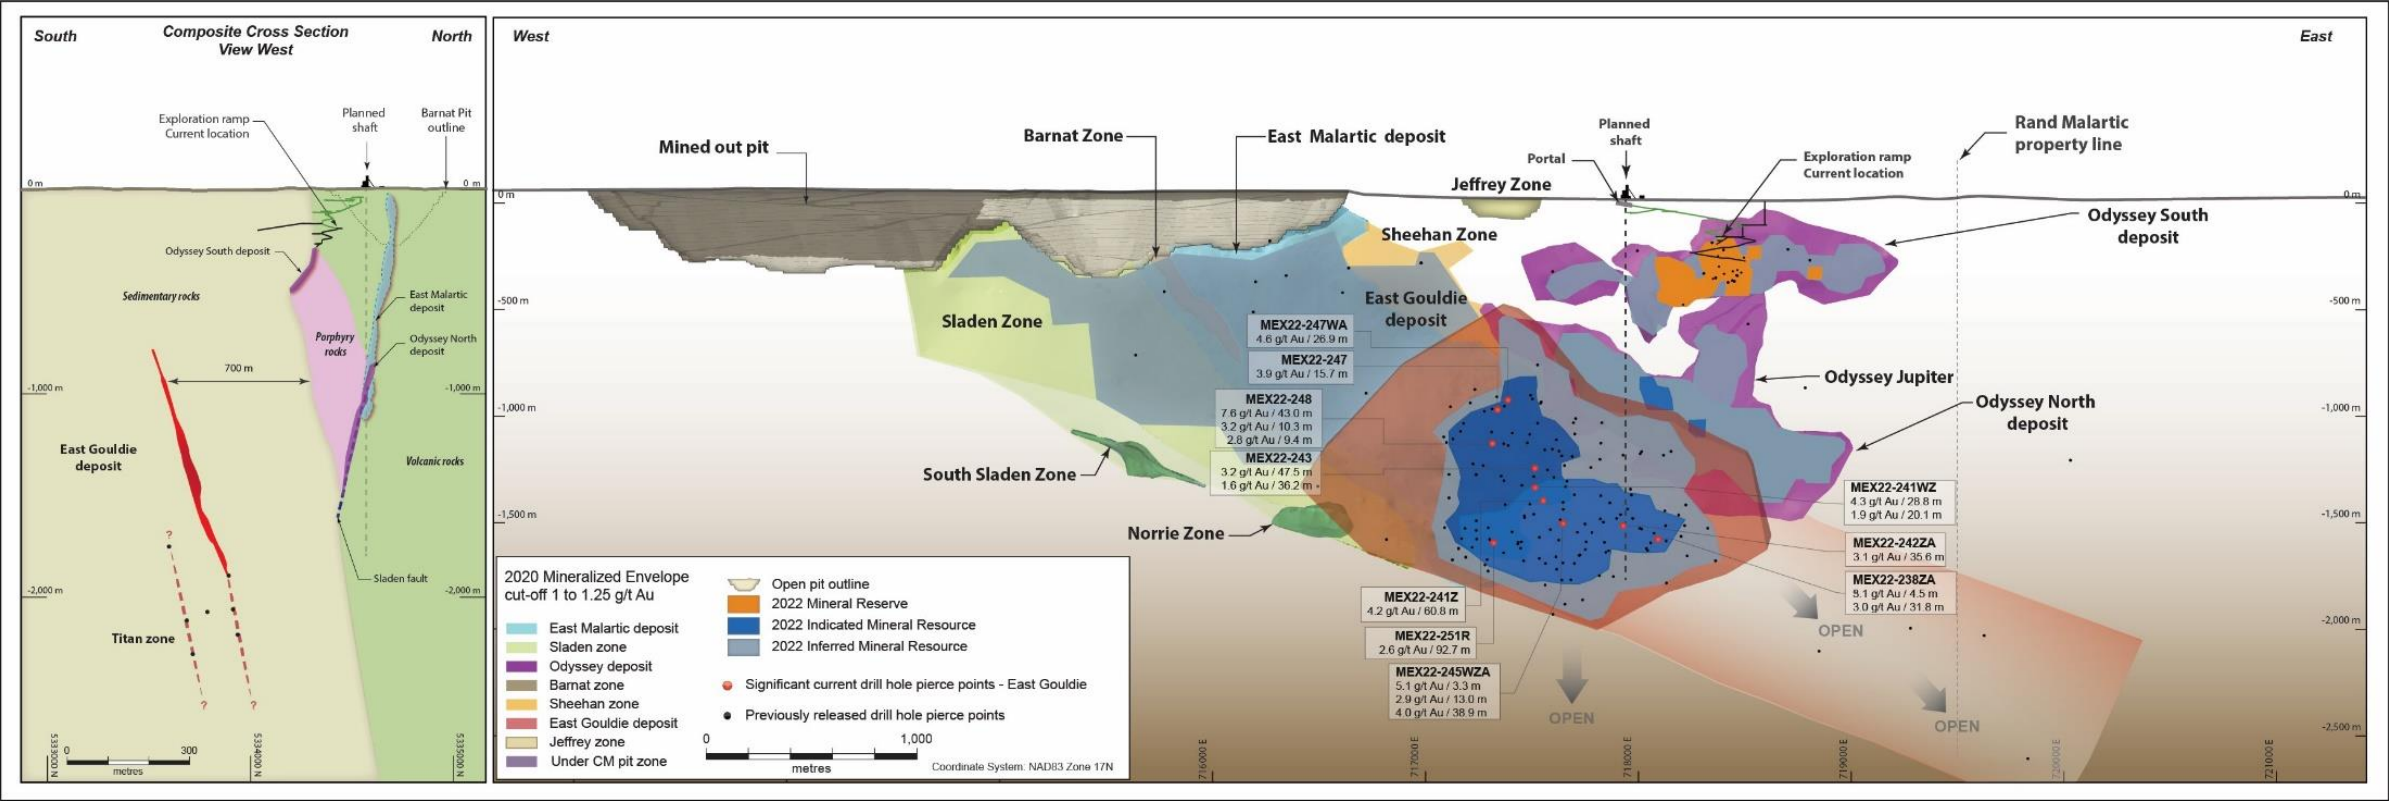 South
Composite Cross Section
View West
North
Exploration ramp
Current location
Planned
shaft
Barnat Pit
outline
0 m
0 m
Odyssey South deposit
Sedimentary rocks
East Malartic
deposit
Porphyry
rocks
Odyssey North
deposit
700 m
-1,000 m
-1,000 m
East Gouldie
deposit
Volcanic rocks
?
Sladen fault
-2,000 m
-2,000 m
Titan zone
?
?
5333000 N
5334000 N
5335000 N
0
300
metres
West
East
Mined out pit
Barnat Zone
East Malartic deposit
Planned
shaft
Portal
Rand Malartic
property line
Exploration ramp
Current location
Jeffrey Zone
0 m
0 m
Odyssey South
deposit
Sheehan Zone
-500 m
-500 m
East Gouldie
deposit
Sladen Zone
MEX22-247WA
4.6 g/t Au / 26.9 m
MEX22-247
3.9 g/t Au / 15.7 m
Odyssey Jupiter
MEX22-248
7.6 g/t Au / 43.0 m
3.2 g/t Au / 10.3 m
2.8 g/t Au / 9.4 m
-1,000 m
-1,000 m
Odyssey North
deposit
MEX22-243
3.2 g/t Au / 47.5 m
1.6 g/t Au / 36.2 m
South Sladen Zone
MEX22-241WZ
4.3 g/t Au / 28.8 m
1.9 g/t Au / 20.1 m
-1,500 m
-1,500 m
Norrie Zone
MEX22-242ZA
3.1 g/t Au / 35.6 m
MEX22-238ZA
8.1 g/t Au / 4.5 m
3.0 g/t Au / 31.8 m
MEX22-241Z
4.2 g/t Au / 60.8 m
-2,000 m
OPEN
MEX22-251R
2.6 g/t Au / 92.7 m
MEX22-245WZA
5.1 g/t Au / 3.3 m
2.9 g/t Au / 13.0 m
4.0 g/t Au / 38.9 m
OPEN
OPEN
-2,500 m
716000 E
717000 E
718000 E
719000 E
720000 E
721000 E
2020 Mineralized Envelope
cut-off 1 to 1.25 g/t Au
East Malartic deposit
Sladen zone
Odyssey deposit
Barnat zone
Sheehan zone
East Gouldie deposit
Jeffrey zone
Under CM pit zone
Open pit outline
2022 Mineral Reserve
2022 Indicated Mineral Resource
2022 Inferred Mineral Resource
Significant current drill hole pierce points - East Gouldie
Previously released drill hole pierce points
0
1,000
metres
Coordinate System: NAD83 Zone 17N